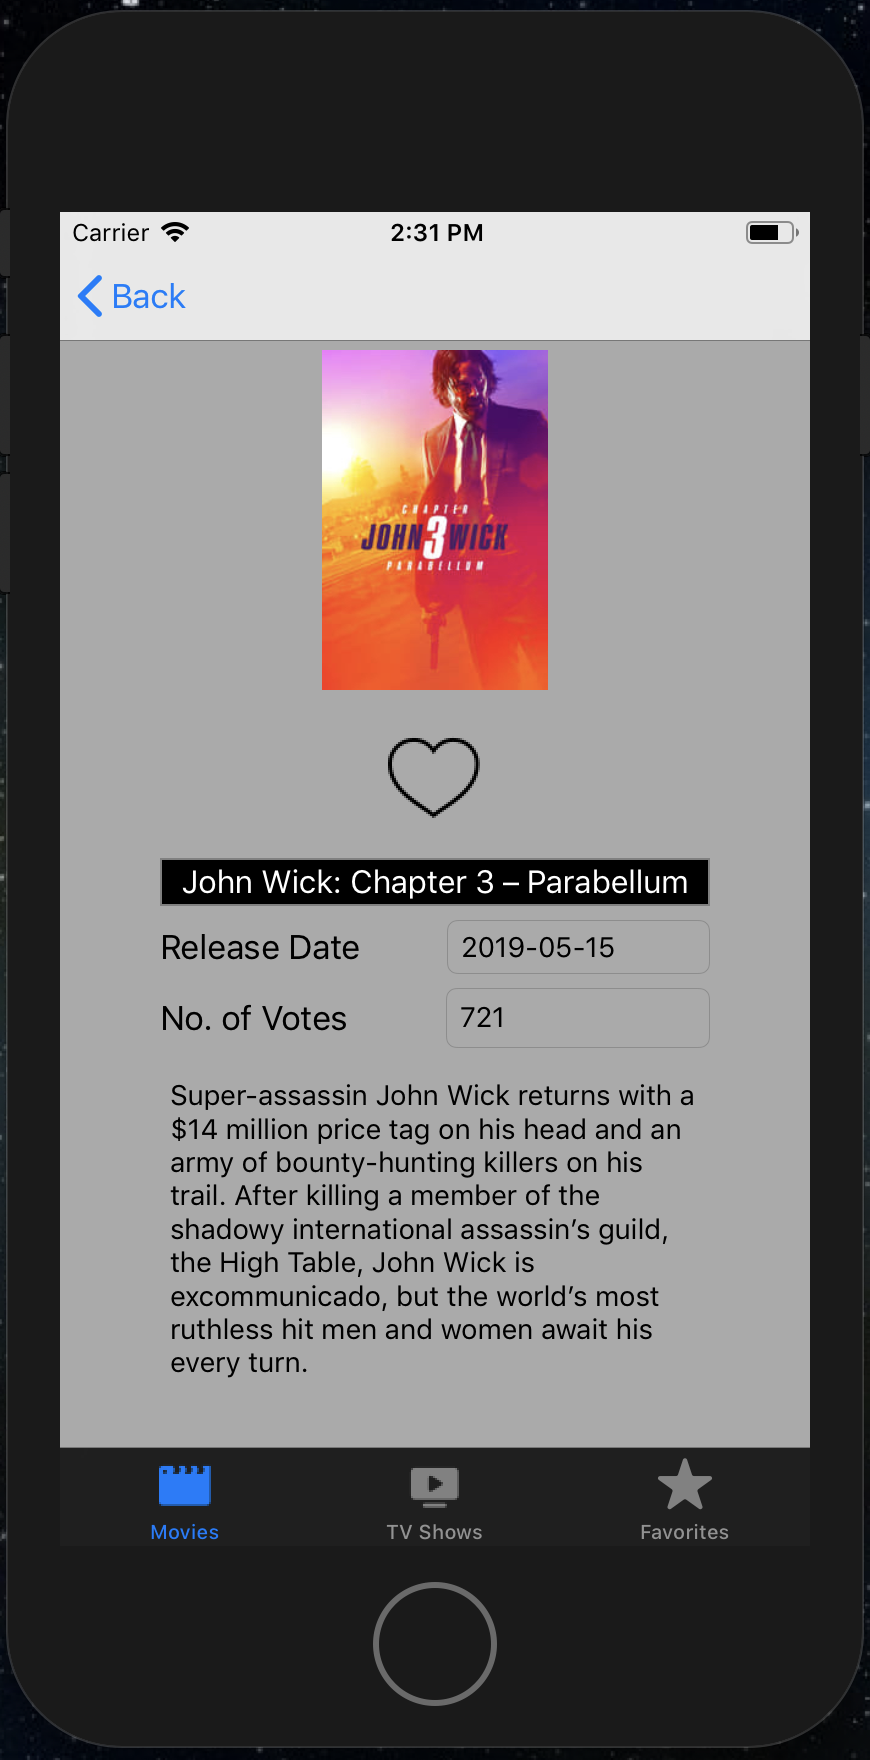 Carrier
2:31 PM
Back
CHAPTER
JOHN 3 WICK
PARABELLUM
John Wick: Chapter 3 – Parabellum
Release Date
2019-05-15
No. of Votes
721
Super-assassin John Wick returns with a
$14 million price tag on his head and an
army of bounty-hunting killers on his
trail. After killing a member of the
shadowy international assassin’s guild,
the High Table, John Wick is
excommunicado, but the world’s most
ruthless hit men and women await his
every turn.
Movies
TV Shows
Favorites